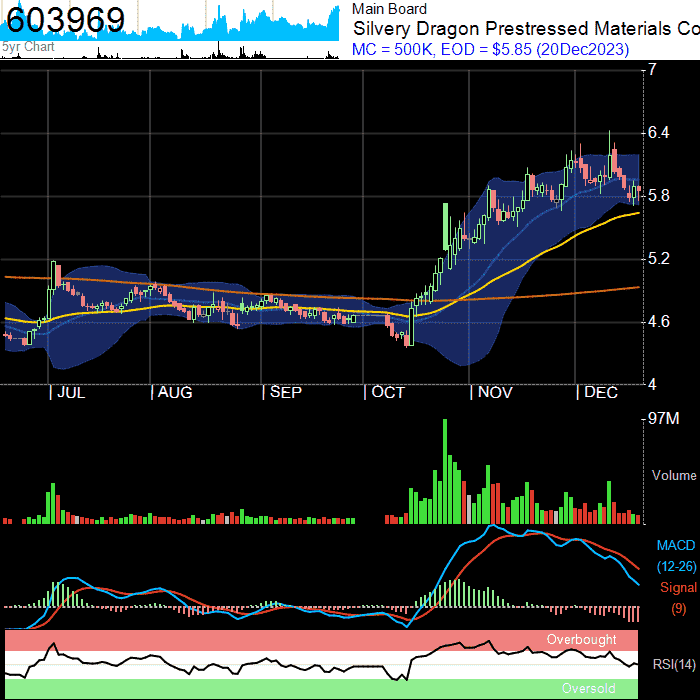 603969
5yr Chart
Main Board
Silvery Dragon Prestressed Materials Co
MC = 500K, EOD = $5.85 (20Dec2023)
7
6.4
5.8
5.2
4.6
4
JUL AUG SEP OCT NOV DEC
97M
Volume
MACD
(12-26)
Signal
(9)
Overbought
RSI(14)
Oversold